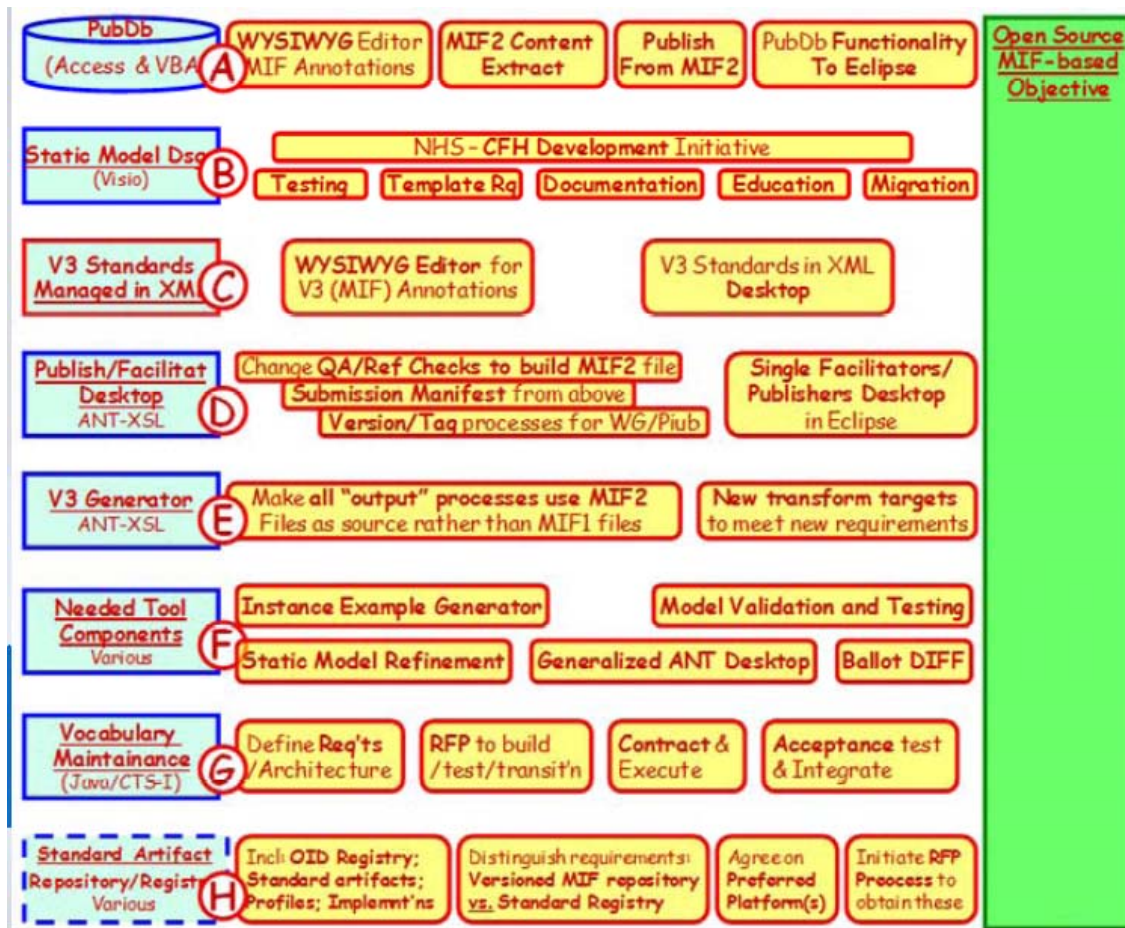 PubDb
(Access & VBA
A
WYSIWYG Editor
MIF Annotations
MIF2 Content
Extract
Publish
From MIF2
PubDb Functionality
To Eclipse
Open Source
MIF-based
Objective
Static Model Dsg
(Visio)
B
NHS - CFH Development Initiative
Testing
Template Rq
Documentation
Education
Migration
V3 Standards
Managed in XML
C
WYSIWYG Editor for
V3 (MIF) Annotations
V3 Standards in XML
Desktop
Publish/Facilitat
Desktop
ANT-XSL
D
Change QA/Ref Checks to build MIF2 file
Submission Manifest from above
Version/Tag processes for WG/Piub
Single Facilitators/
Publishers Desktop
in Eclipse
V3 Generator
ANT-XSL
E
Make all “output” processes use MIF2
Files as source rather than MIF1 files
New transform targets
to meet new requirements
Needed Tool
Components
Various
F
Instance Example Generator
Model Validation and Testing
Static Model Refinement
Generalized ANT Desktop
Ballot DIFF
Vocabulary
Maintainance
(Java/CTS-I)
G
Define Req'ts
/Architecture
RFP to build
/test/transit'n
Contract &
Execute
Acceptance test
& Integrate
Standard Artifact
Repository/Registr
Various
H
Incl: OID Registry;
Standard artifacts;
Profiles; Implemnt'ns
Distinguish requirements:
Versioned MIF repository
vs. Standard Registry
Agree on
Preferred
Platform(s)
Initiate RFP
Preocess to
obtain these